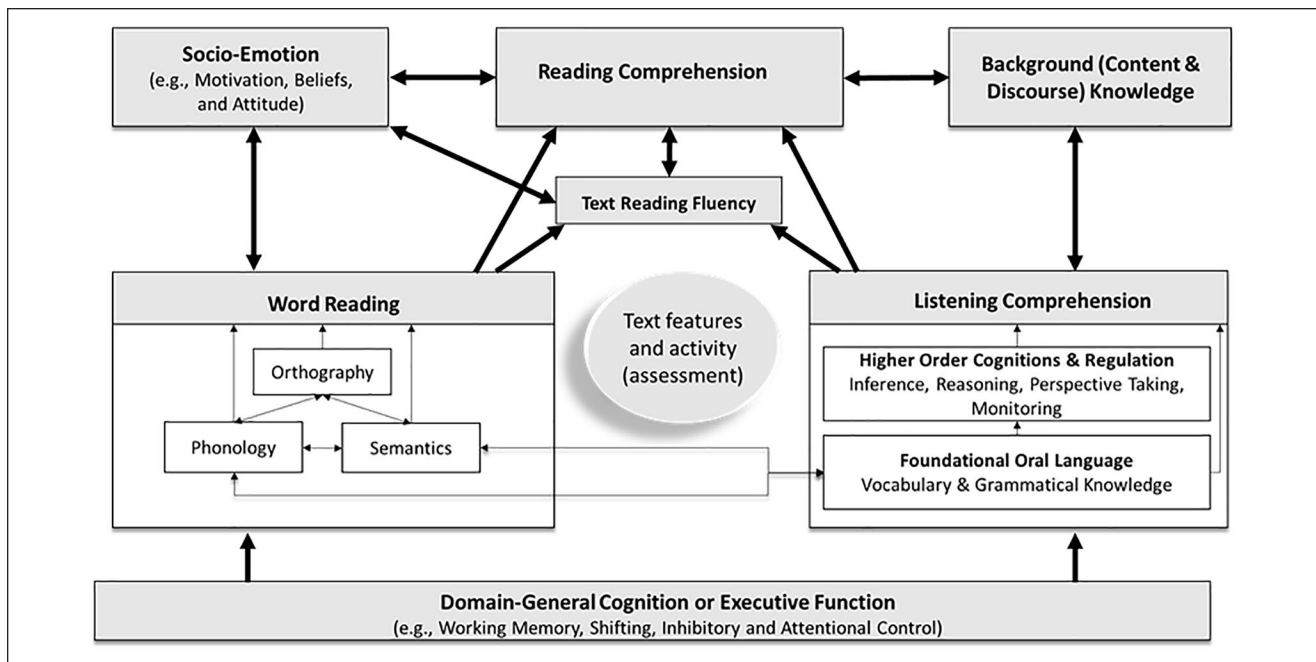 Socio-Emotion
(e.g., Motivation, Beliefs,
and Attitude)
Reading Comprehension
Background (Content &
Discourse) Knowledge
Text Reading Fluency
Word Reading
Orthography
Phonology
Semantics
Text features
and activity
(assessment)
Listening Comprehension
Higher Order Cognitions & Regulation
Inference, Reasoning, Perspective Taking,
Monitoring
Foundational Oral Language
Vocabulary & Grammatical Knowledge
Domain-General Cognition or Executive Function
(e.g., Working Memory, Shifting, Inhibitory and Attentional Control)